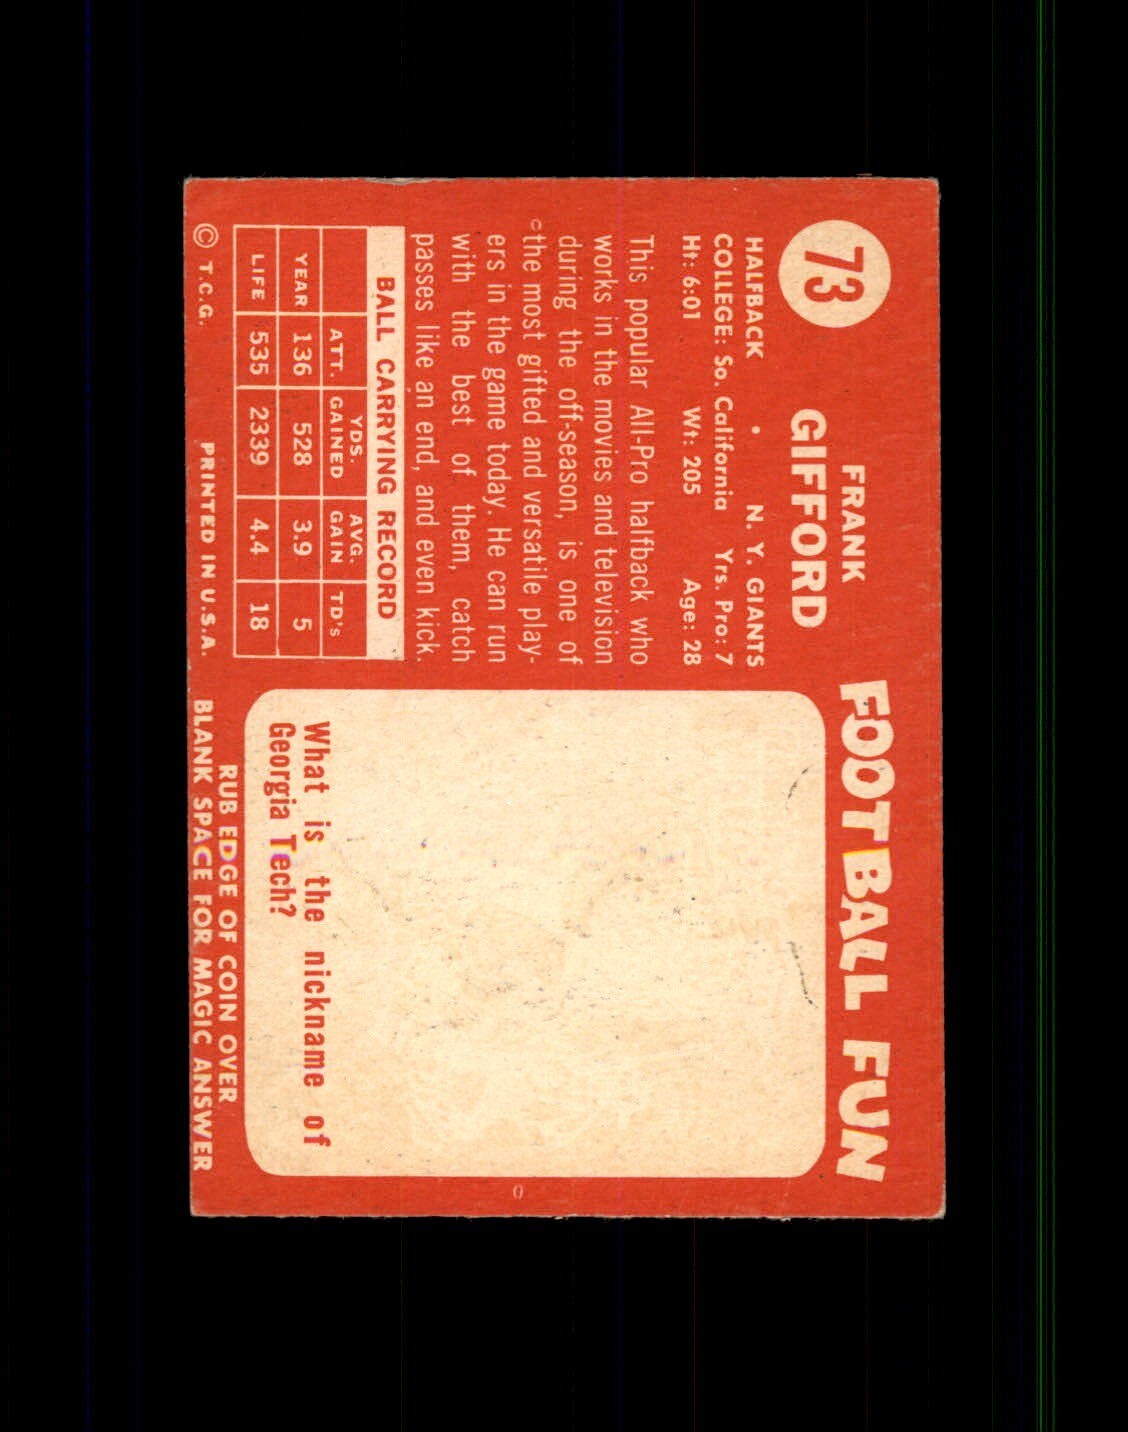 73
FRANK
GIFFORD
HALFBACK • N. Y. GIANTS
COLLEGE: So. California Yrs. Pro: 7
Ht: 6:01 Wt: 205 Age: 28
This popular All-Pro halfback who
works in the movies and television
during the off-season, is one of
the most gifted and versatile play-
ers in the game today. He can run
with the best of them, catch
passes like an end, and even kick.
BALL CARRYING RECORD
ATT. YDS. GAINED AVG. GAIN TD's
YEAR 136 528 3.9 5
LIFE 535 2339 4.4 18
© T.C.G. PRINTED IN U.S.A.
FOOTBALL FUN
What is the nickname of
Georgia Tech?
RUB EDGE OF COIN OVER
BLANK SPACE FOR MAGIC ANSWER